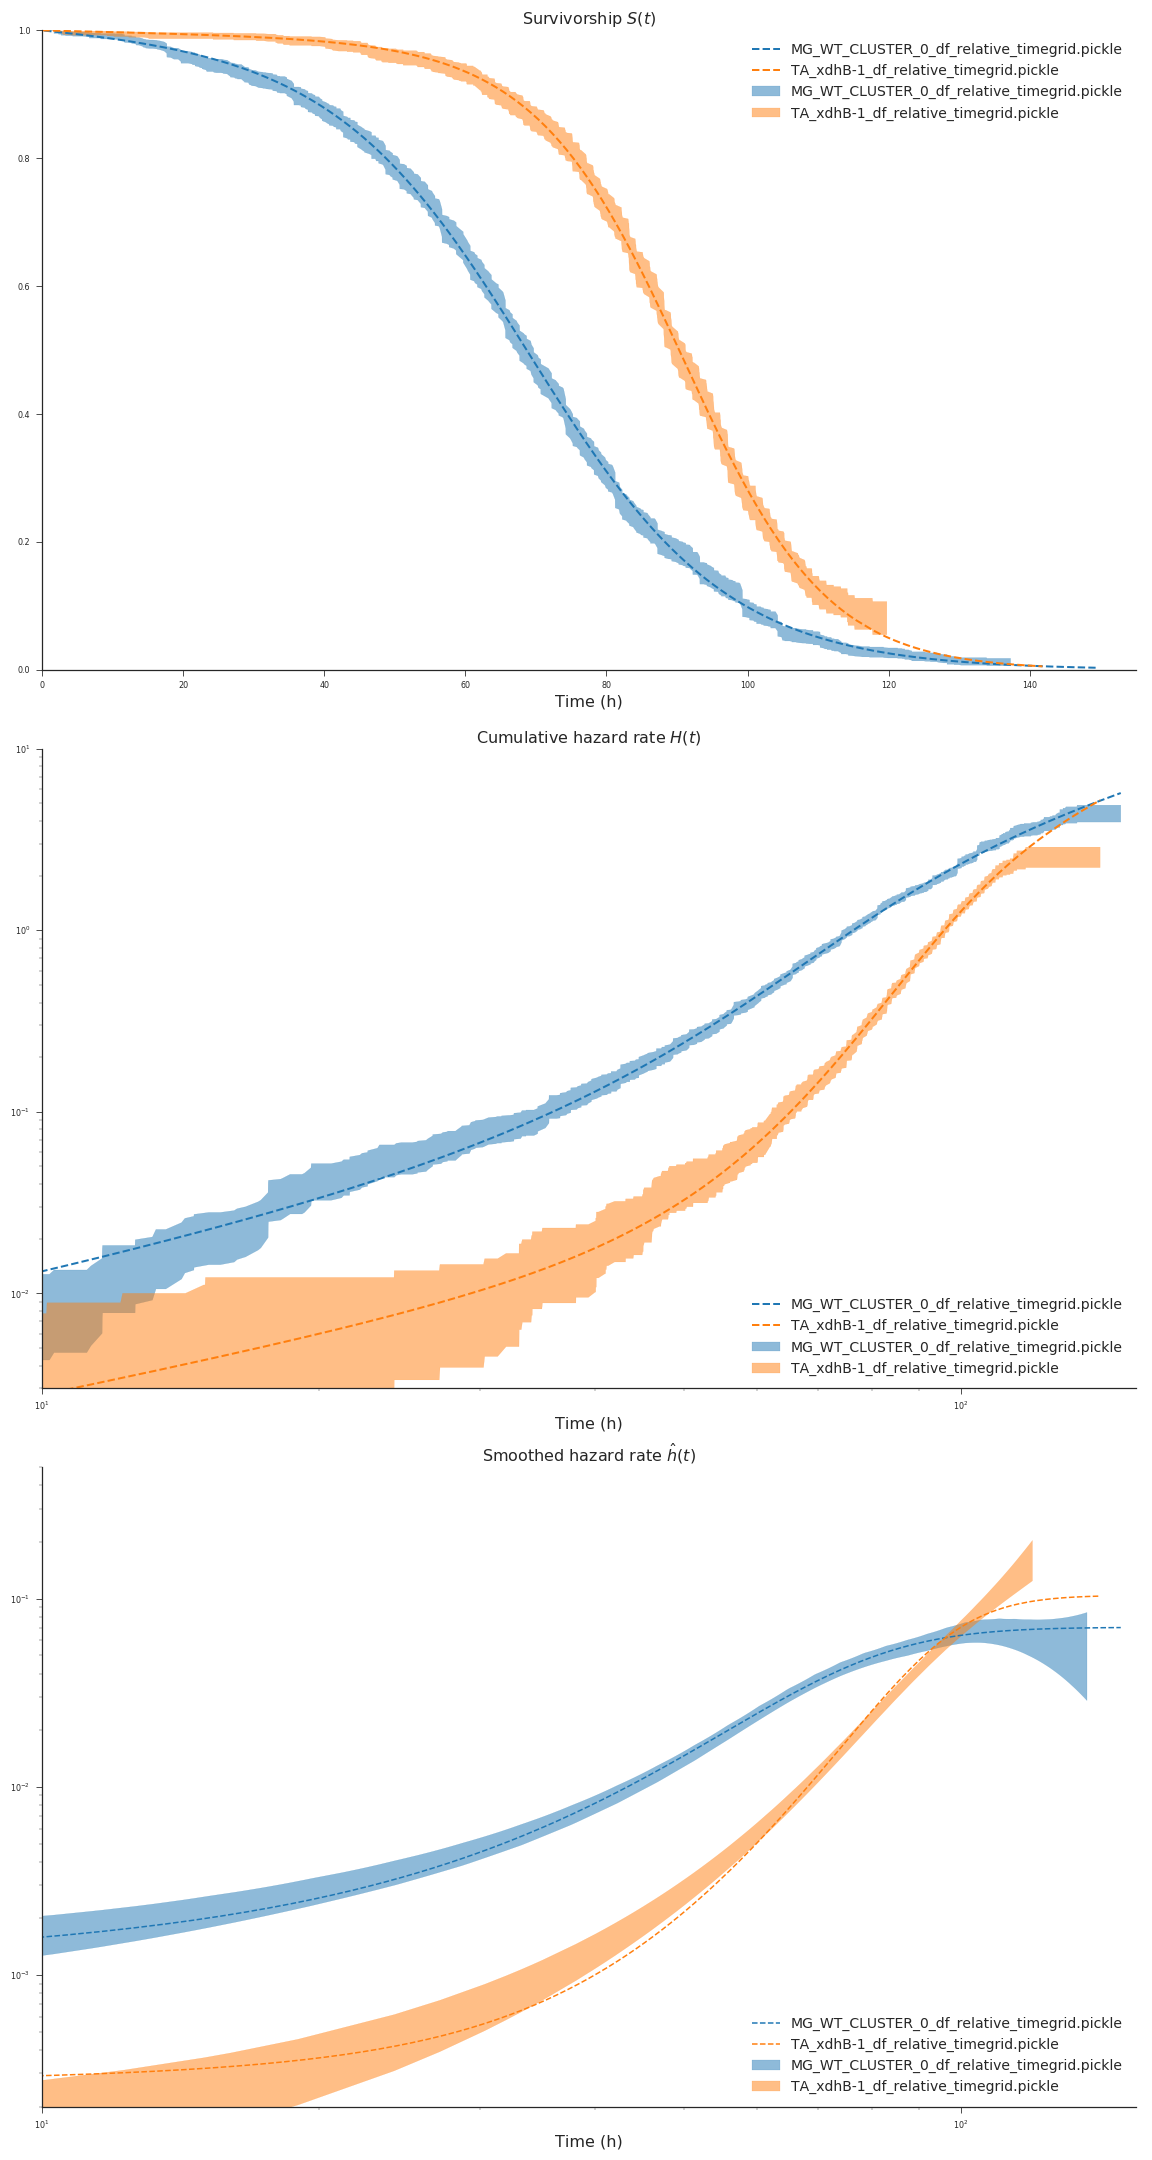 Survivorship S(t)
1.0
0.8
0.6
0.4
0.2
0.0
MG_WT_CLUSTER_0_df_relative_timegrid.pickle
TA_xdhB-1_df_relative_timegrid.pickle
MG_WT_CLUSTER_0_df_relative_timegrid.pickle
TA_xdhB-1_df_relative_timegrid.pickle
0 20 40 60 80 100 120 140
Time (h)
Cumulative hazard rate H(t)
10¹
10⁰
10⁻¹
10⁻²
MG_WT_CLUSTER_0_df_relative_timegrid.pickle
TA_xdhB-1_df_relative_timegrid.pickle
MG_WT_CLUSTER_0_df_relative_timegrid.pickle
TA_xdhB-1_df_relative_timegrid.pickle
10¹ 10²
Time (h)
Smoothed hazard rate ĥ(t)
10⁻¹
10⁻²
10⁻³
MG_WT_CLUSTER_0_df_relative_timegrid.pickle
TA_xdhB-1_df_relative_timegrid.pickle
MG_WT_CLUSTER_0_df_relative_timegrid.pickle
TA_xdhB-1_df_relative_timegrid.pickle
10¹ 10²
Time (h)